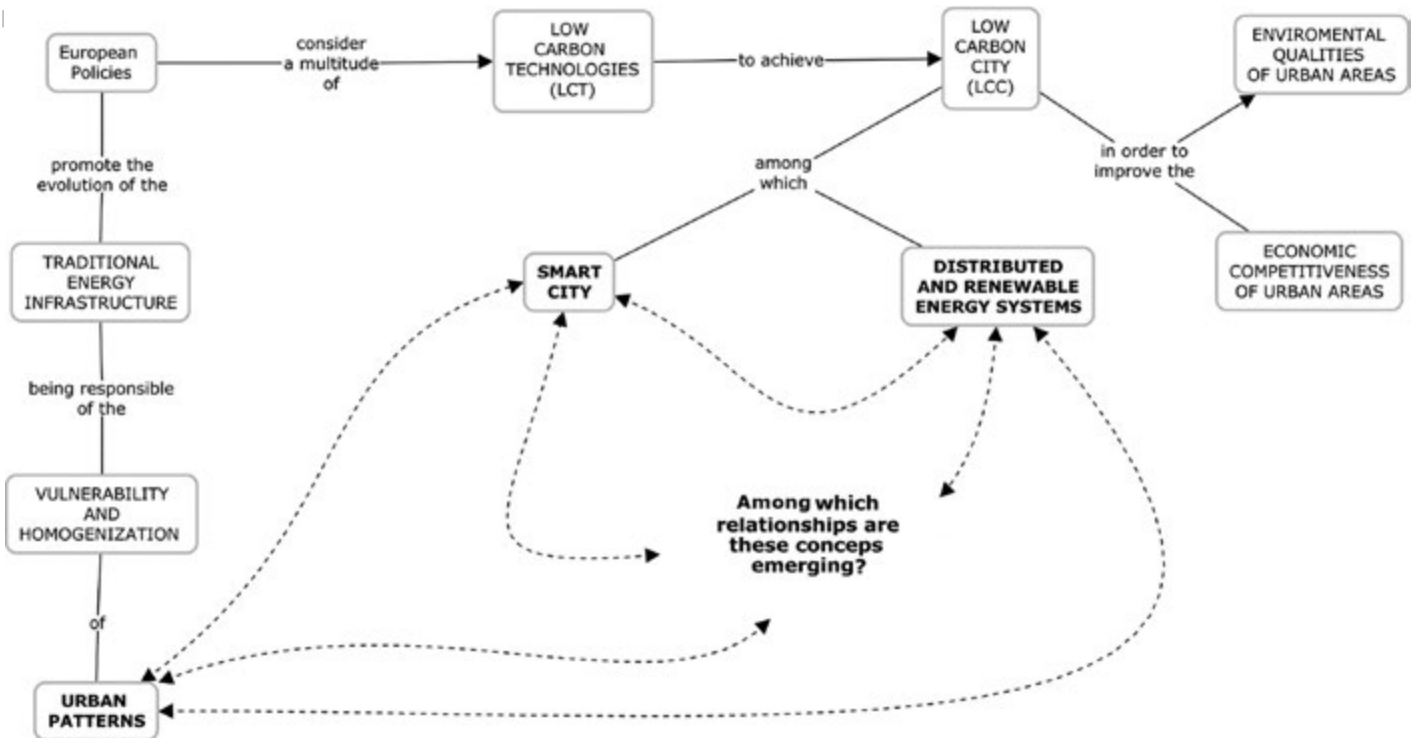 European
Policies
consider
a multitude
of
LOW
CARBON
TECHNOLOGIES
(LCT)
to achieve
LOW
CARBON
CITY
(LCC)
ENVIROMENTAL
QUALITIES
OF URBAN AREAS
promote the
evolution of the
among
which
in order to
improve the
TRADITIONAL
ENERGY
INFRASTRUCTURE
SMART
CITY
DISTRIBUTED
AND RENEWABLE
ENERGY SYSTEMS
ECONOMIC
COMPETITIVENESS
OF URBAN AREAS
being responsible
of the
VULNERABILITY
AND
HOMOGENIZATION
Among which
relationships are
these conceps
emerging?
of
URBAN
PATTERNS